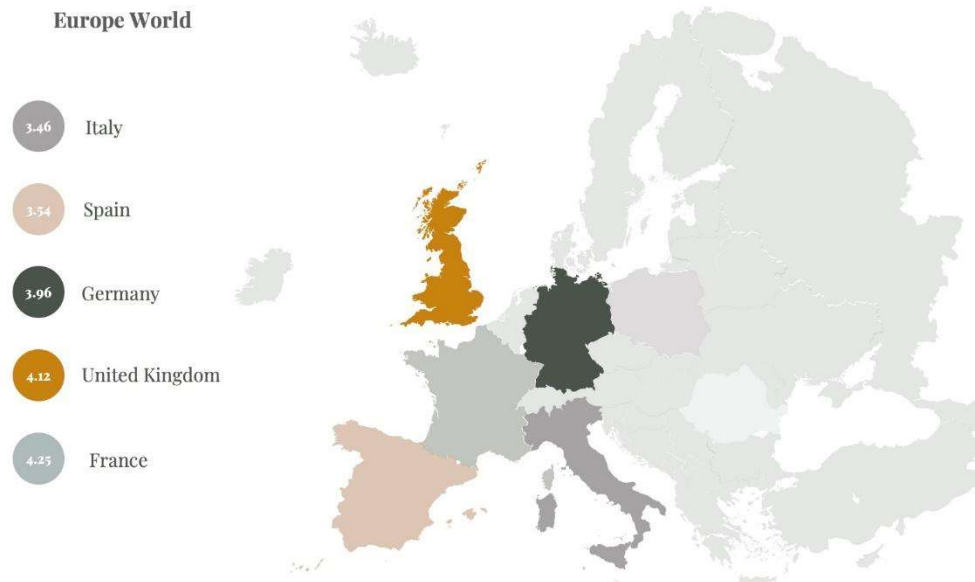 Europe World
3.46 Italy
3.54 Spain
3.96 Germany
4.12 United Kingdom
4.25 France